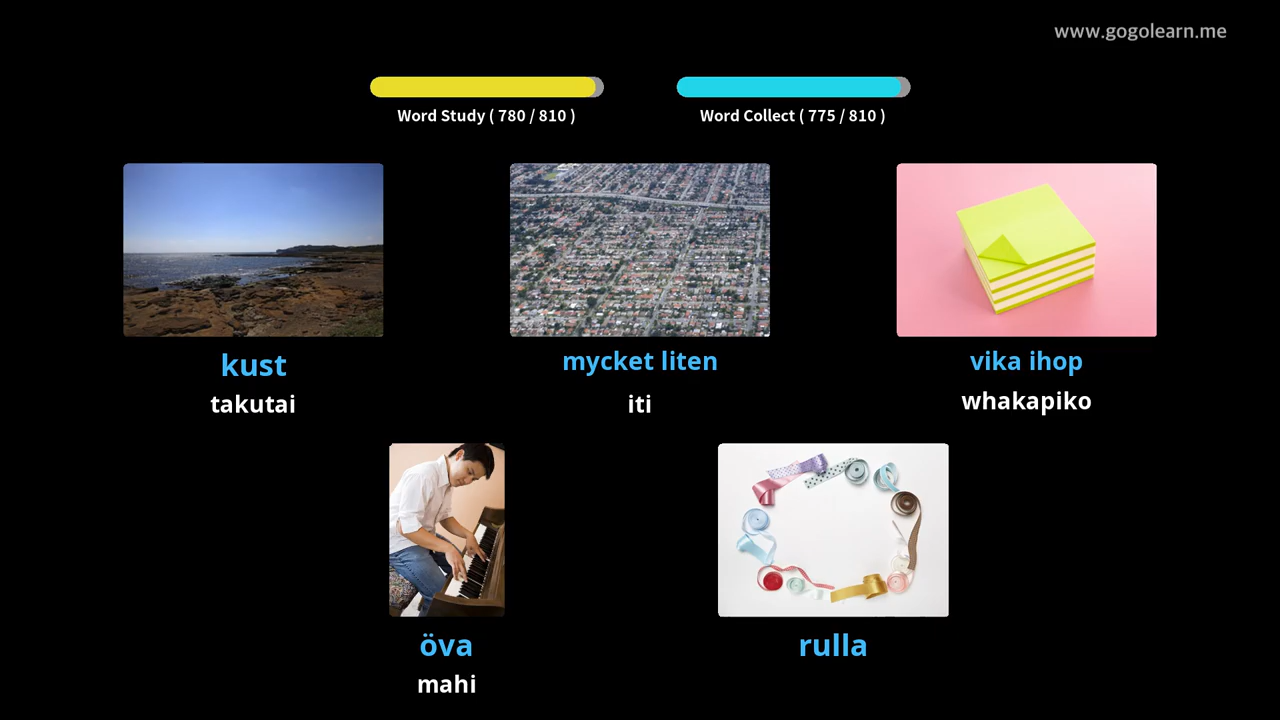 www.gogolearn.me
Word Study ( 780 / 810 )
Word Collect ( 775 / 810 )
kust
takutai
mycket liten
iti
vika ihop
whakapiko
öva
mahi
rulla